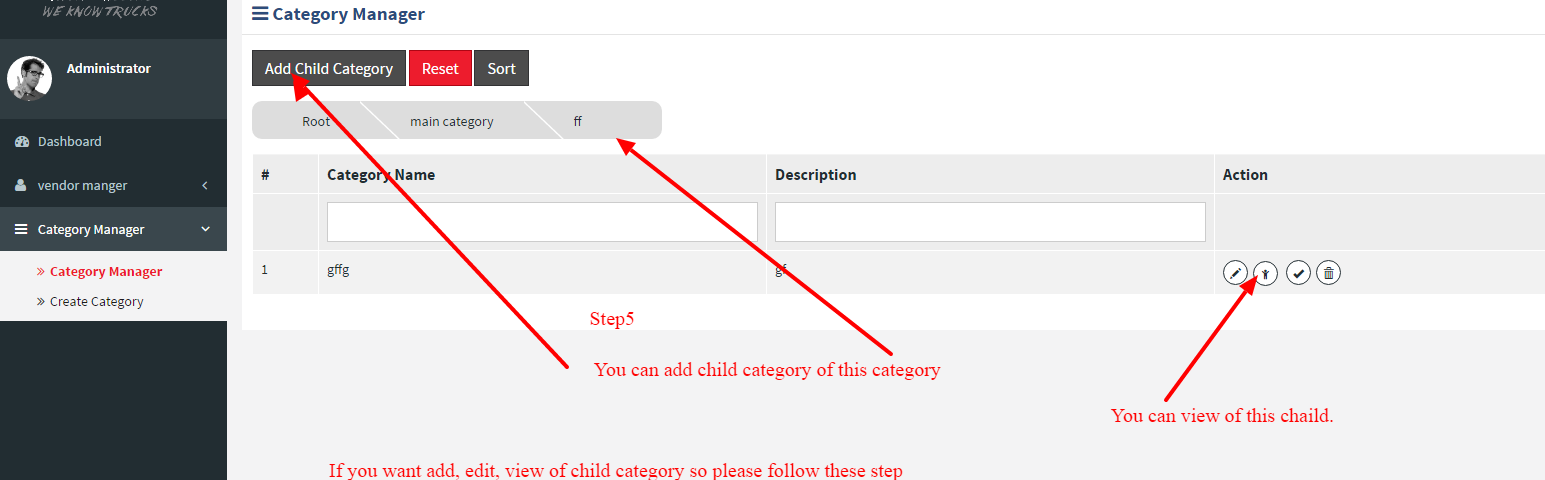 WE KNOW TRUCKS
Category Manager
Administrator
Add Child Category Reset Sort
Root main category ff
Dashboard
vendor manger
Category Manager
Category Manager
Create Category
# Category Name Description Action
1 gffg gf
Step5
You can add child category of this category
You can view of this chaild.
If you want add, edit, view of child category so please follow these step